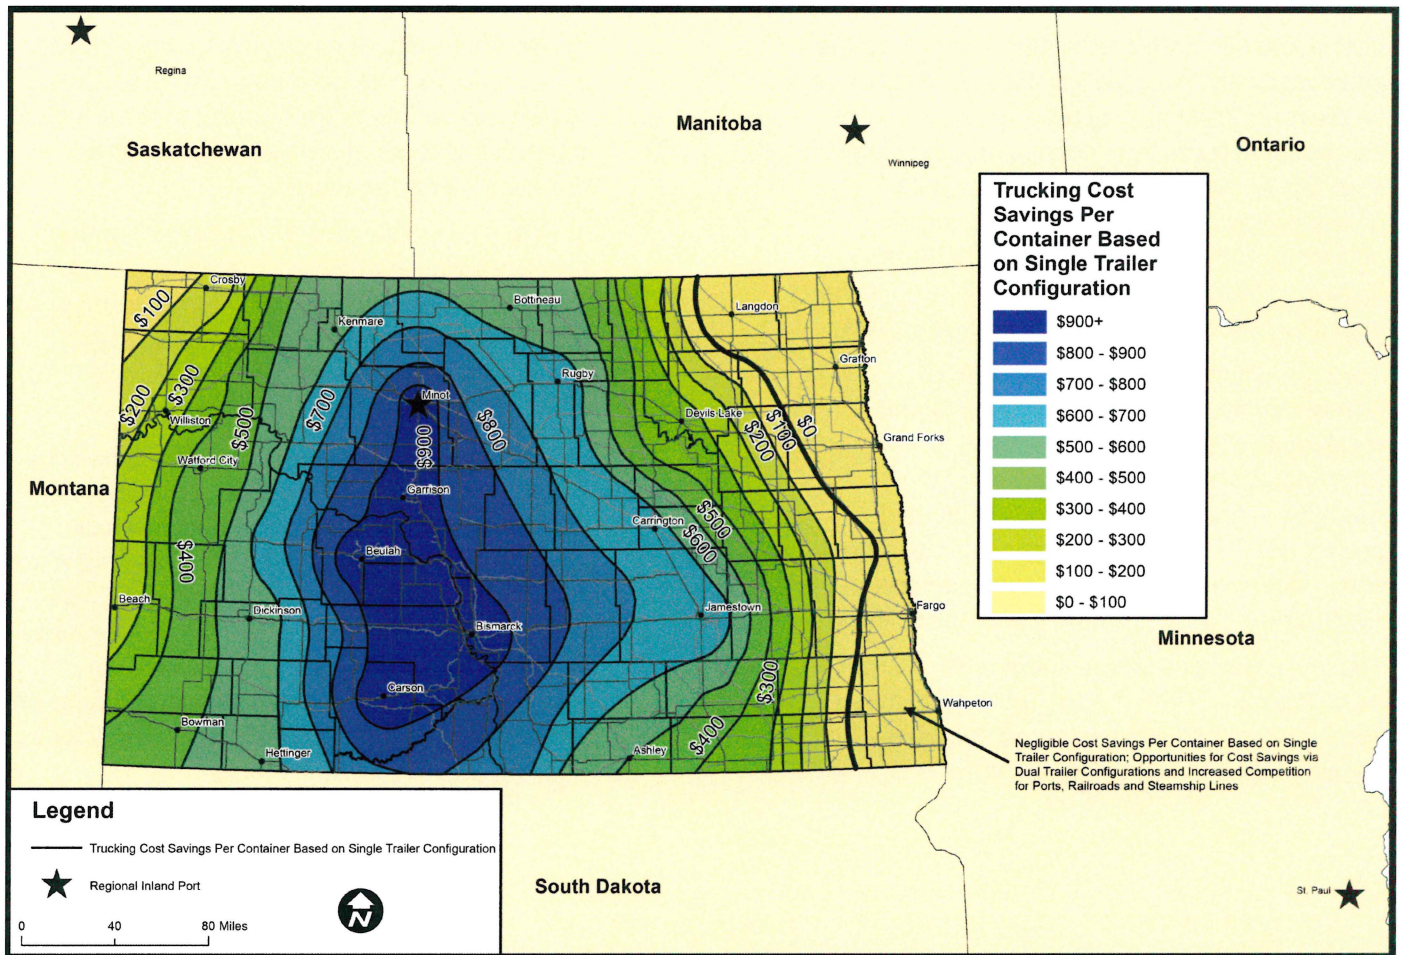 Regina
Saskatchewan
Manitoba
Winnipeg
Ontario
Trucking Cost
Savings Per
Container Based
on Single Trailer
Configuration
$900+
$800 - $900
$700 - $800
$600 - $700
$500 - $600
$400 - $500
$300 - $400
$200 - $300
$100 - $200
$0 - $100
Crosby
$100
Bottineau
Langdon
Kenmare
Grafton
Rugby
$200
$300
Minot
$700
$800
Williston
$500
Devils Lake
$200
$100
$0
Grand Forks
$900
Watford City
Montana
Garrison
Carrington
$500
$600
$400
Beulah
Beach
Dickinson
Jamestown
Fargo
Bismarck
Minnesota
Carson
$300
Wahpeton
Bowman
$400
Hettinger
Ashley
Negligible Cost Savings Per Container Based on Single
Trailer Configuration; Opportunities for Cost Savings via
Dual Trailer Configurations and Increased Competition
for Ports, Railroads and Steamship Lines
Legend
Trucking Cost Savings Per Container Based on Single Trailer Configuration
Regional Inland Port
N
0 40 80 Miles
South Dakota
St. Paul